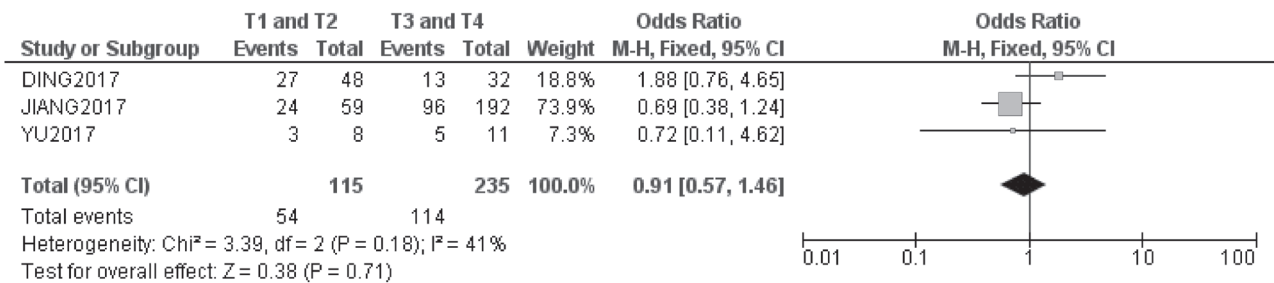 T1 and T2 T3 and T4 Odds Ratio Odds Ratio
Study or Subgroup Events Total Events Total Weight M-H, Fixed, 95% CI M-H, Fixed, 95% CI
DING2017 27 48 13 32 18.8% 1.88 [0.76, 4.65]
JIANG2017 24 59 96 192 73.9% 0.69 [0.38, 1.24]
YU2017 3 8 5 11 7.3% 0.72 [0.11, 4.62]
Total (95% CI) 115 235 100.0% 0.91 [0.57, 1.46]
Total events 54 114
Heterogeneity: Chi² = 3.39, df = 2 (P = 0.18); I² = 41%
Test for overall effect: Z = 0.38 (P = 0.71)
0.01 0.1 1 10 100